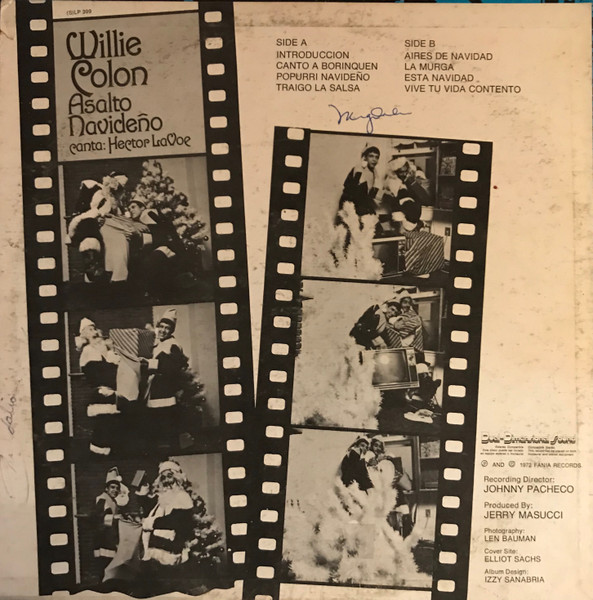 (S)LP 399
Willie
Colon
Asalto
Navideño
canta: Hector LaVoe
SIDE A
INTRODUCCION
CANTO A BORINQUEN
POPURRI NAVIDEÑO
TRAIGO LA SALSA
SIDE B
AIRES DE NAVIDAD
LA MURGA
ESTA NAVIDAD
VIVE TU VIDA CONTENTO
℗ AND © 1972 FANIA RECORDS
Recording Director:
JOHNNY PACHECO
Produced By:
JERRY MASUCCI
Photography:
LEN BAUMAN
Cover Site:
ELLIOT SACHS
Album Design:
IZZY SANABRIA